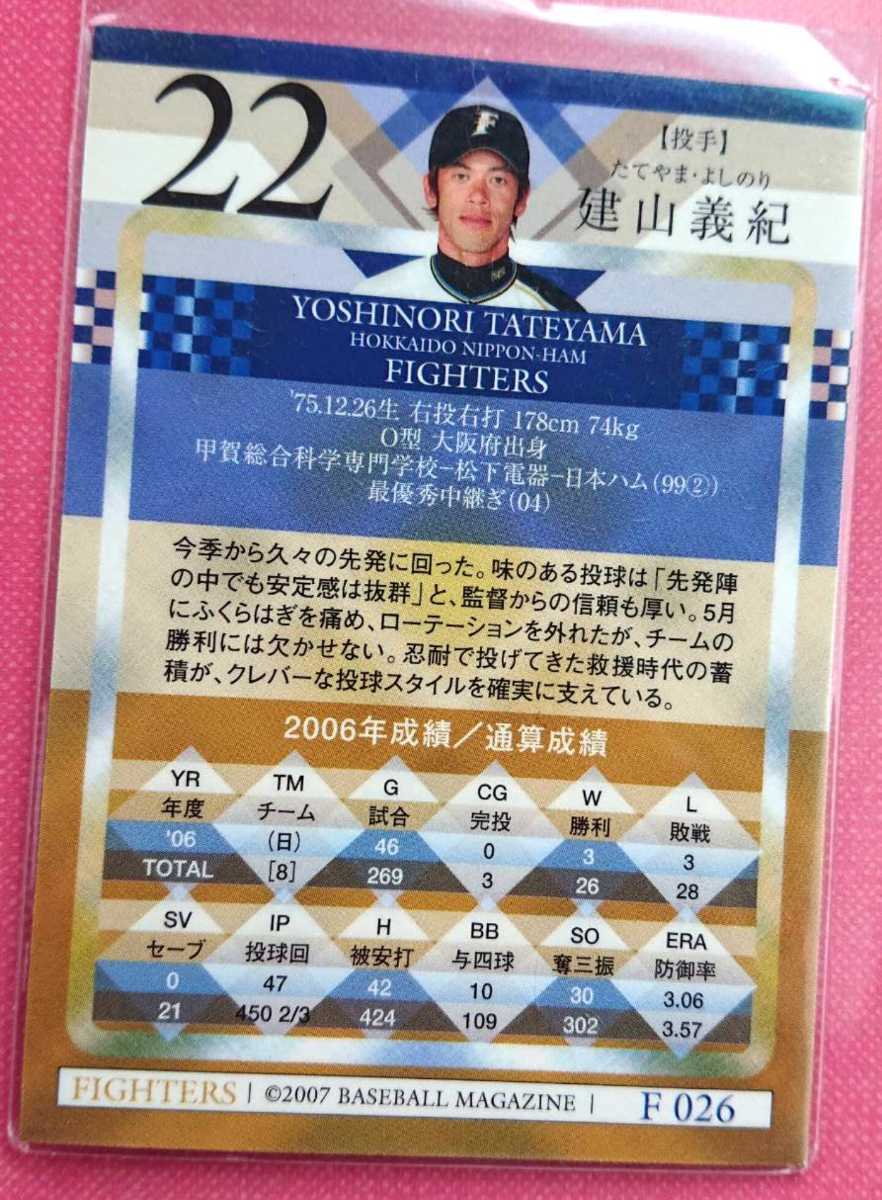 22
F
【投手】
たてやま・よしのり
建山義紀
YOSHINORI TATEYAMA
HOKKAIDO NIPPON-HAM
FIGHTERS
'75.12.26生 右投右打 178cm 74kg
O型 大阪府出身
甲賀総合科学専門学校−松下電器−日本ハム(99②)
最優秀中継ぎ(04)
今季から久々の先発に回った。味のある投球は「先発陣
の中でも安定感は抜群」と、監督からの信頼も厚い。5月
にふくらはぎを痛め、ローテーションを外れたが、チームの
勝利には欠かせない。忍耐で投げてきた救援時代の蓄
積が、クレバーな投球スタイルを確実に支えている。
2006年成績／通算成績
YR TM G CG W L
年度 チーム 試合 完投 勝利 敗戦
'06 (日) 46 0 3 3
TOTAL [8] 269 3 26 28
SV IP H BB SO ERA
セーブ 投球回 被安打 与四球 奪三振 防御率
0 47 42 10 30 3.06
21 450 2/3 424 109 302 3.57
FIGHTERS | ©2007 BASEBALL MAGAZINE | F 026